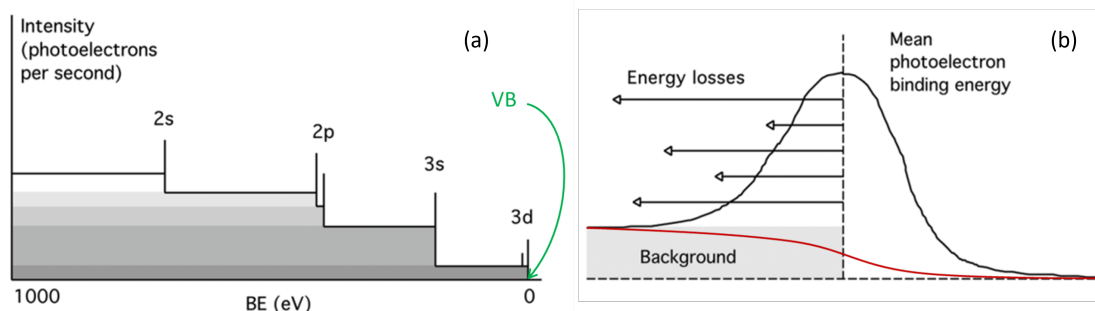 Intensity
(photoelectrons
per second)
(a)
VB
2s
2p
3s
3d
1000
BE (eV)
0
(b)
Mean
photoelectron
binding energy
Energy losses
Background